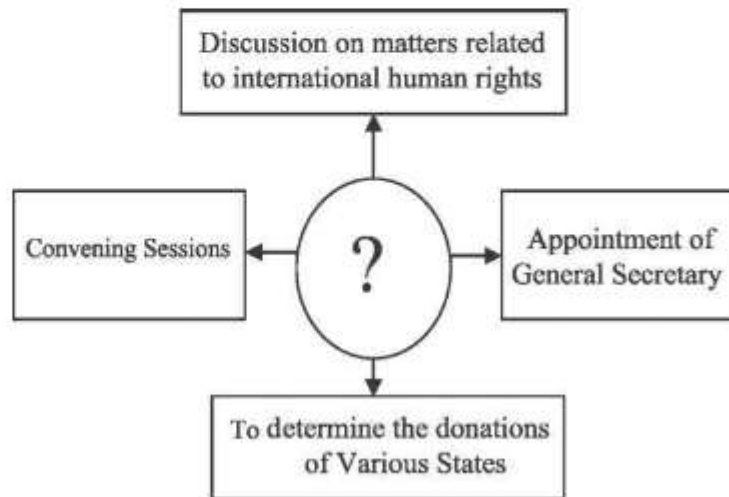 Discussion on matters related
to international human rights
Convening Sessions
?
Appointment of
General Secretary
To determine the donations
of Various States